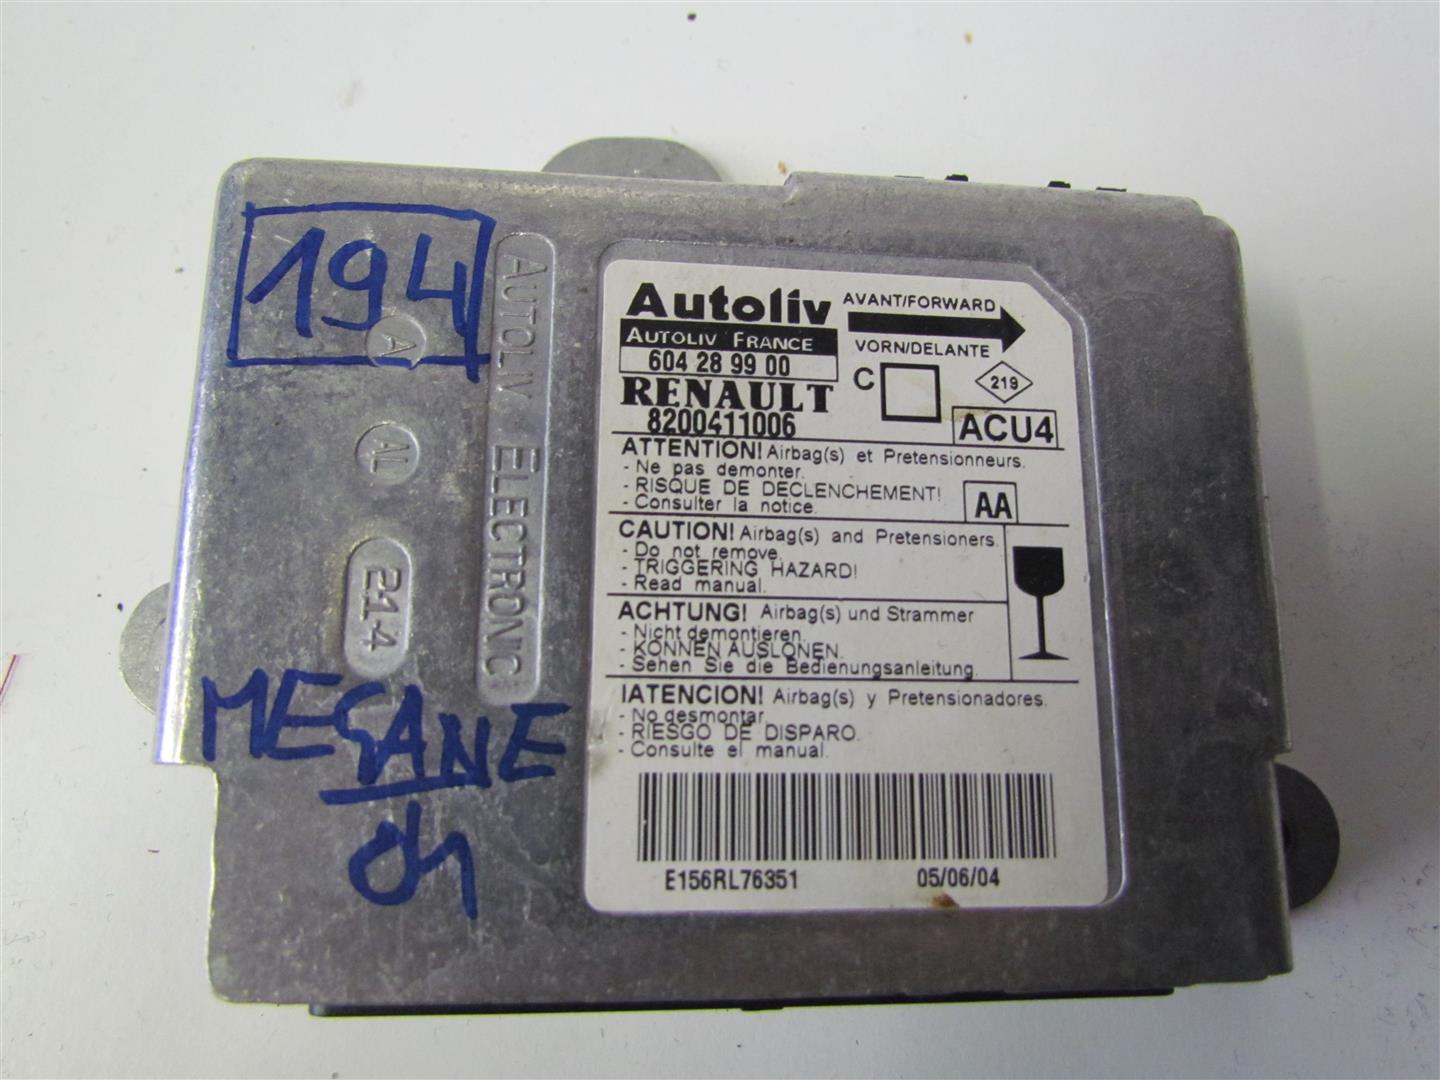 194
A
AUTOLIV ELECTRONIC
AL
214
MEGANE
04
Autoliv
AUTOLIV FRANCE
604 28 99 00
RENAULT
8200411006
AVANT/FORWARD
VORN/DELANTE
C
219
ACU4
ATTENTION! Airbag(s) et Pretensionneurs.
- Ne pas demonter.
- RISQUE DE DECLENCHEMENT!
- Consulter la notice.
AA
CAUTION! Airbag(s) and Pretensioners.
- Do not remove.
- TRIGGERING HAZARD!
- Read manual.
ACHTUNG! Airbag(s) und Strammer
- Nicht demontieren.
- KONNEN AUSLONEN.
- Sehen Sie die Bedienungsanleitung.
IATENCION! Airbag(s) y Pretensionadores.
- No desmontar.
- RIESGO DE DISPARO.
- Consulte el manual.
E156RL76351 05/06/04